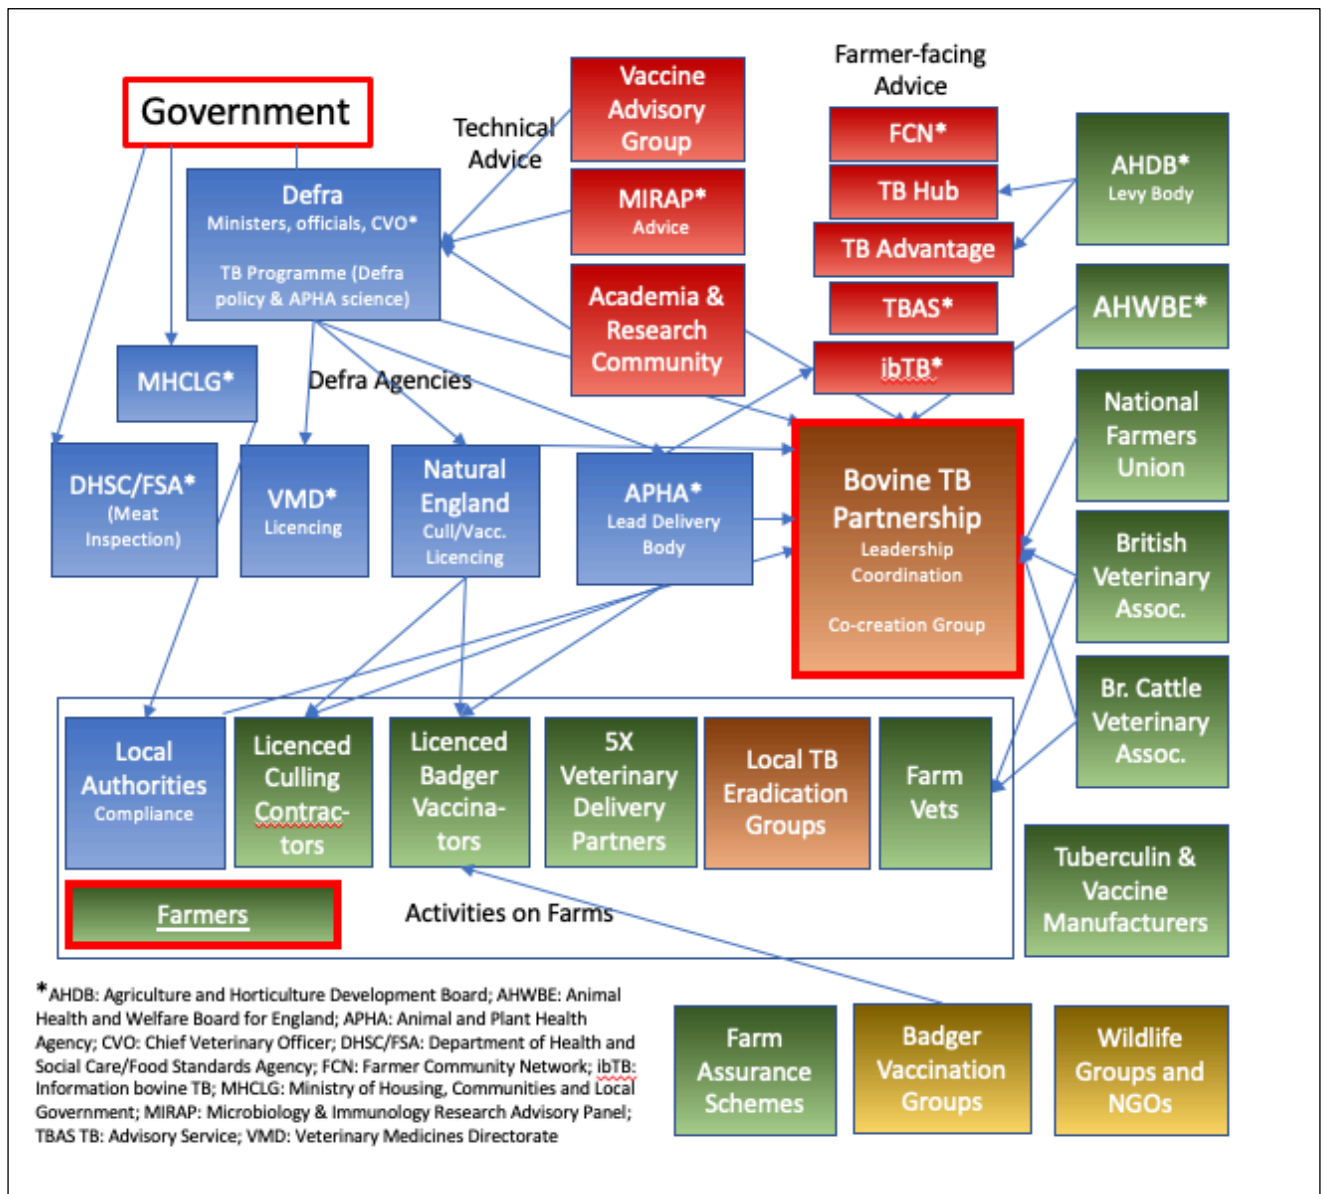 Government
Technical
Advice
Vaccine
Advisory
Group
Farmer-facing
Advice
FCN*
AHDB*
Levy Body
Defra
Ministers, officials, CVO*
TB Programme (Defra
policy & APHA science)
MIRAP*
Advice
TB Hub
TB Advantage
Academia &
Research
Community
TBAS*
AHWBE*
ibTB*
MHCLG*
Defra Agencies
National
Farmers
Union
DHSC/FSA*
(Meat
Inspection)
VMD*
Licencing
Natural
England
Cull/Vacc.
Licencing
APHA*
Lead Delivery
Body
Bovine TB
Partnership
Leadership
Coordination
Co-creation Group
British
Veterinary
Assoc.
Br. Cattle
Veterinary
Assoc.
Local
Authorities
Compliance
Licenced
Culling
Contrac-
tors
Licenced
Badger
Vaccina-
tors
5X
Veterinary
Delivery
Partners
Local TB
Eradication
Groups
Farm
Vets
Tuberculin &
Vaccine
Manufacturers
Farmers
Activities on Farms
*AHDB: Agriculture and Horticulture Development Board; AHWBE: Animal
Health and Welfare Board for England; APHA: Animal and Plant Health
Agency; CVO: Chief Veterinary Officer; DHSC/FSA: Department of Health and
Social Care/Food Standards Agency; FCN: Farmer Community Network; ibTB:
Information bovine TB; MHCLG: Ministry of Housing, Communities and Local
Government; MIRAP: Microbiology & Immunology Research Advisory Panel;
TBAS TB: Advisory Service; VMD: Veterinary Medicines Directorate
Farm
Assurance
Schemes
Badger
Vaccination
Groups
Wildlife
Groups and
NGOs